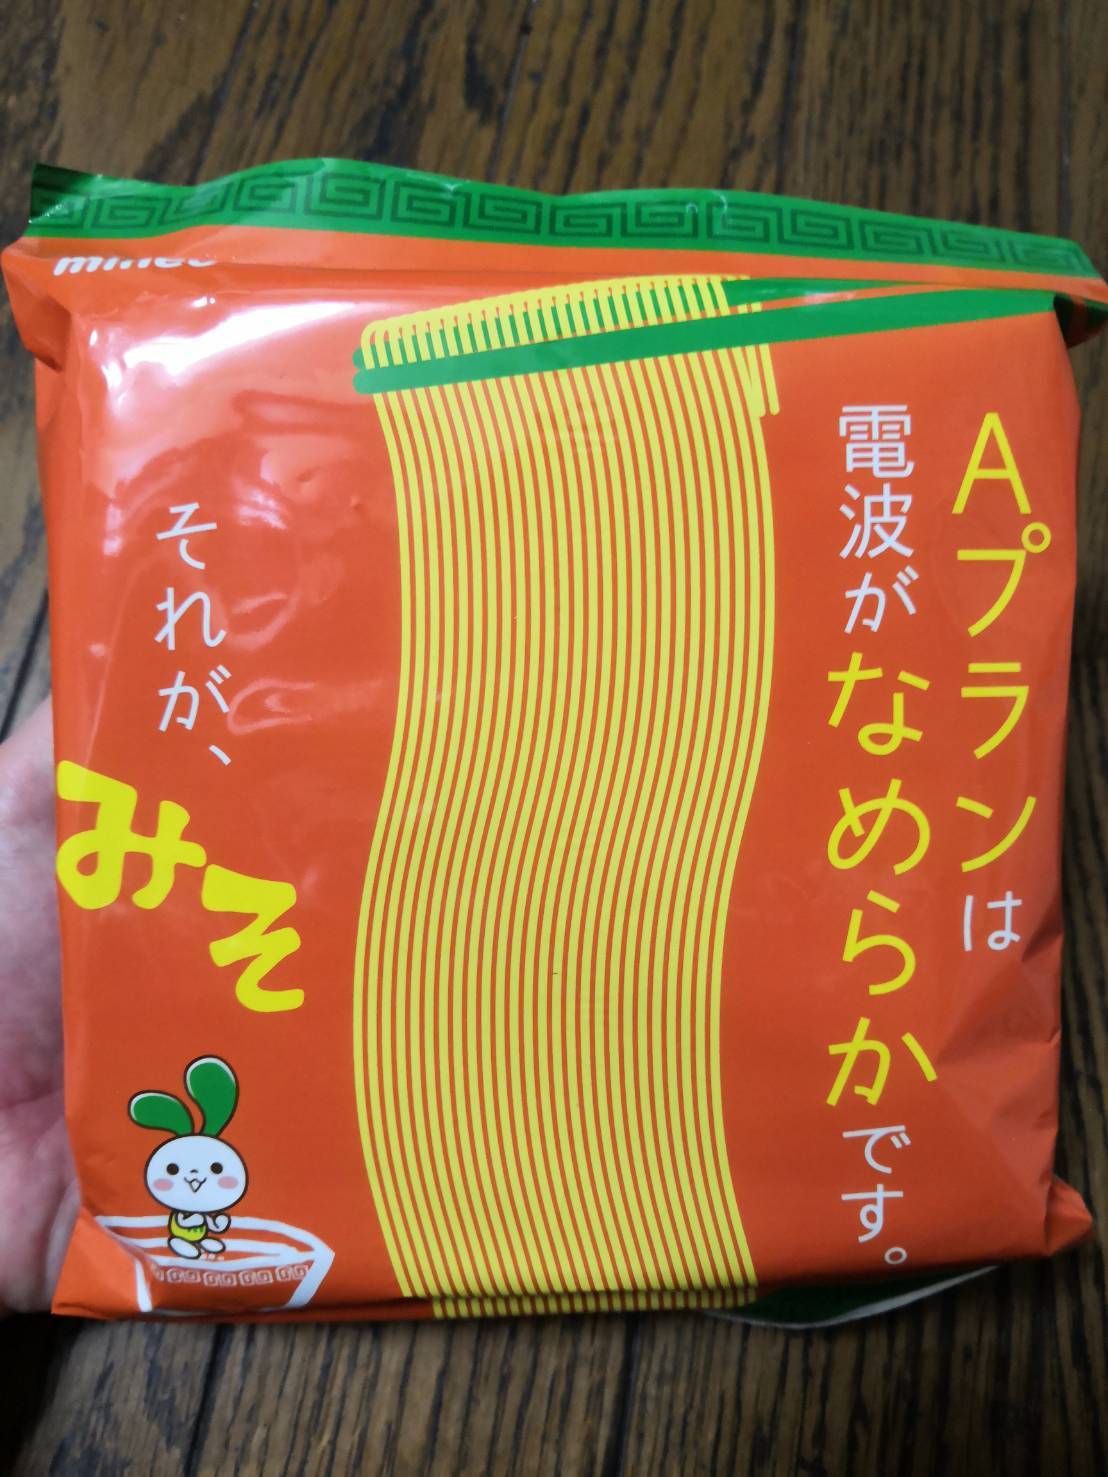 mineo
Aプランは
電波がなめらかです。
それが、
みそ